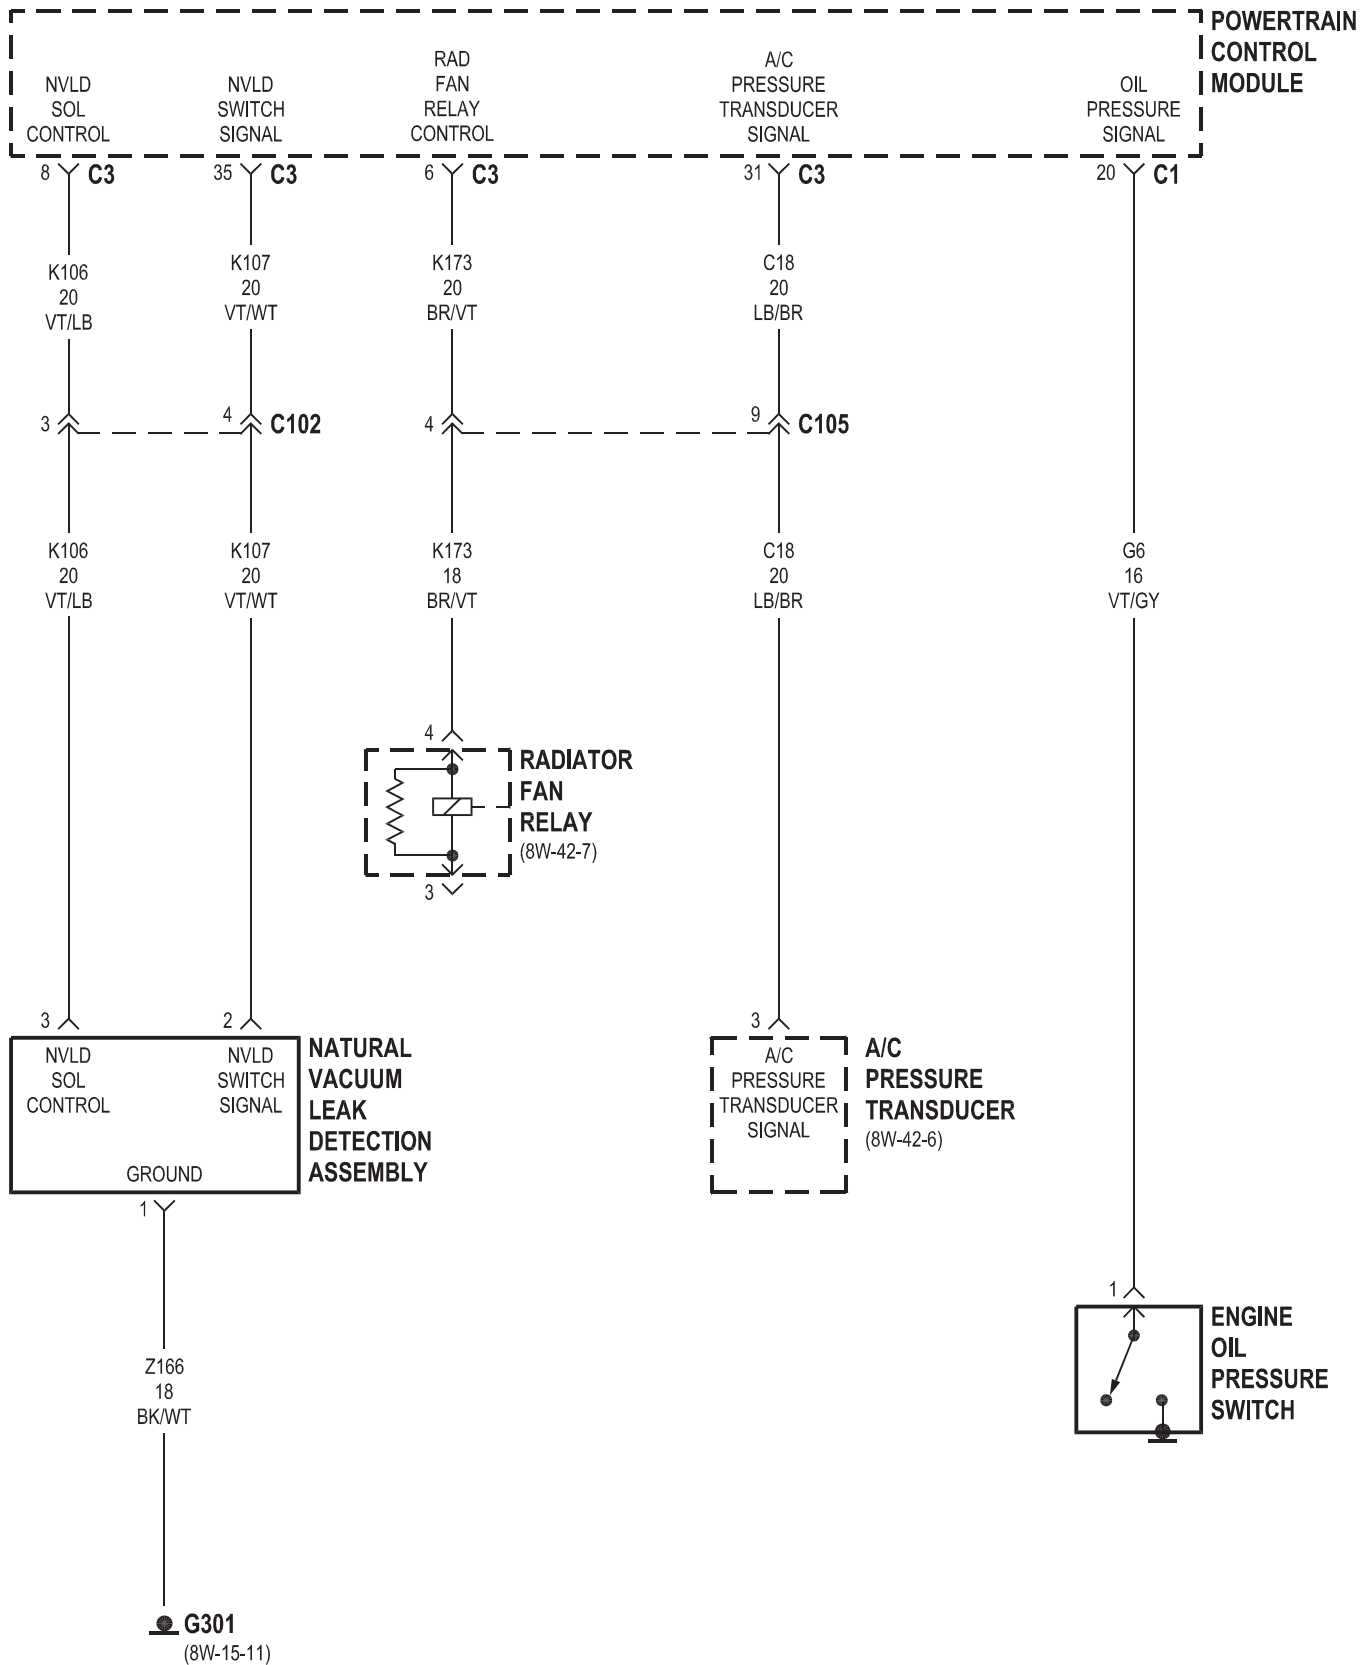 POWERTRAIN
CONTROL
MODULE
NVLD
SOL
CONTROL
NVLD
SWITCH
SIGNAL
RAD
FAN
RELAY
CONTROL
A/C
PRESSURE
TRANSDUCER
SIGNAL
OIL
PRESSURE
SIGNAL
8 C3
35 C3
6 C3
31 C3
20 C1
K106
20
VT/LB
K107
20
VT/WT
K173
20
BR/VT
C18
20
LB/BR
3
4 C102
4
9 C105
K106
20
VT/LB
K107
20
VT/WT
K173
18
BR/VT
C18
20
LB/BR
G6
16
VT/GY
4
RADIATOR
FAN
RELAY
(8W-42-7)
3
3
2
NVLD
SOL
CONTROL
NVLD
SWITCH
SIGNAL
GROUND
NATURAL
VACUUM
LEAK
DETECTION
ASSEMBLY
3
A/C
PRESSURE
TRANSDUCER
SIGNAL
A/C
PRESSURE
TRANSDUCER
(8W-42-6)
1
Z166
18
BK/WT
1
ENGINE
OIL
PRESSURE
SWITCH
G301
(8W-15-11)